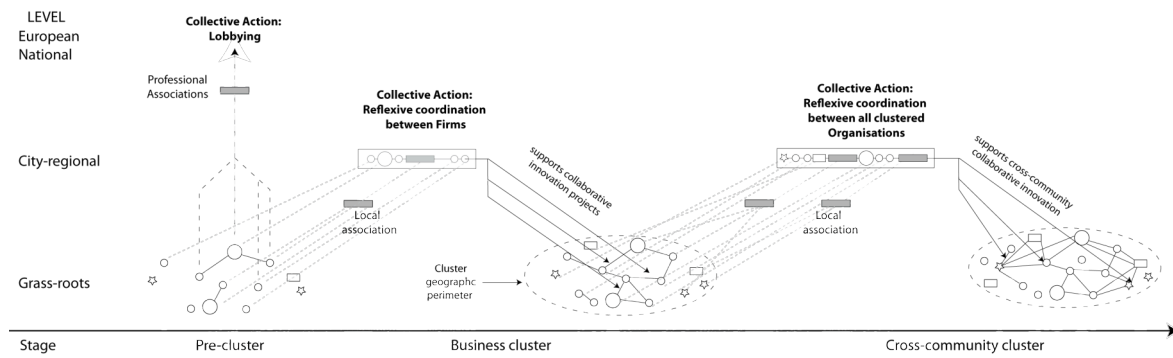 LEVEL
European
National
Collective Action:
Lobbying
Professional
Associations
Collective Action:
Reflexive coordination
between Firms
Collective Action:
Reflexive coordination
between all clustered
Organisations
City-regional
supports collaborative
innovation projects
supports cross-community
collaborative innovation
Local
association
Local
association
Grass-roots
Cluster
geographc
perimeter
Stage
Pre-cluster
Business cluster
Cross-community cluster